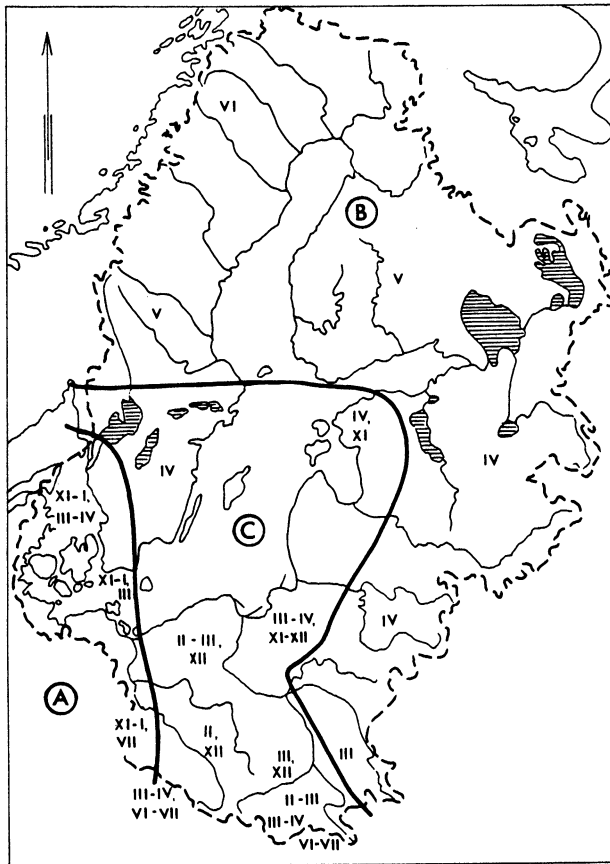 VI
B
V
V
IV,
XI
IV
IV
XI-I,
III-IV
C
XI-I,
III
III-IV,
XI-XII
IV
II-III,
XII
A
XI-I,
VII
II,
XII
III,
XII
III
III-IV,
VI-VII
II-III
III-IV
VI-VII